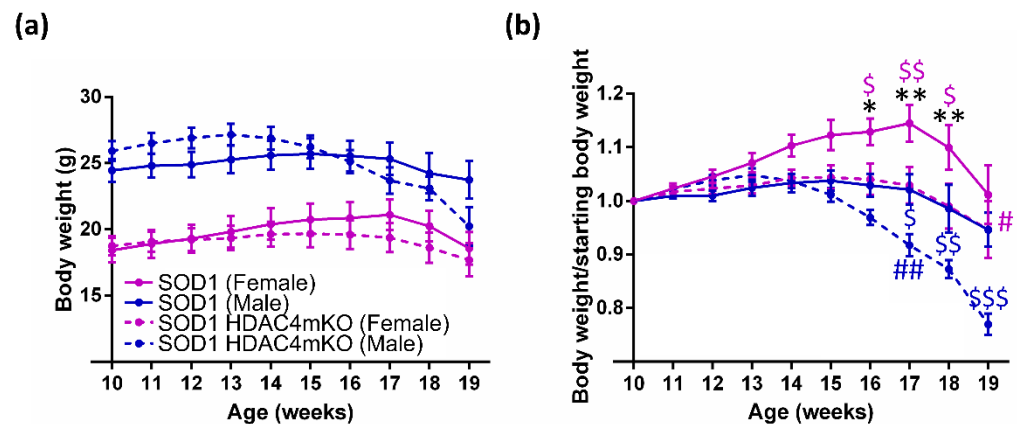 (a)
Body weight (g)
30
25
20
15
SOD1 (Female)
SOD1 (Male)
SOD1 HDAC4mKO (Female)
SOD1 HDAC4mKO (Male)
10 11 12 13 14 15 16 17 18 19
Age (weeks)
(b)
Body weight/starting body weight
1.2
1.1
1.0
0.9
0.8
$ $$ $
* ** **
#
$ $$
##
$$$
10 11 12 13 14 15 16 17 18 19
Age (weeks)